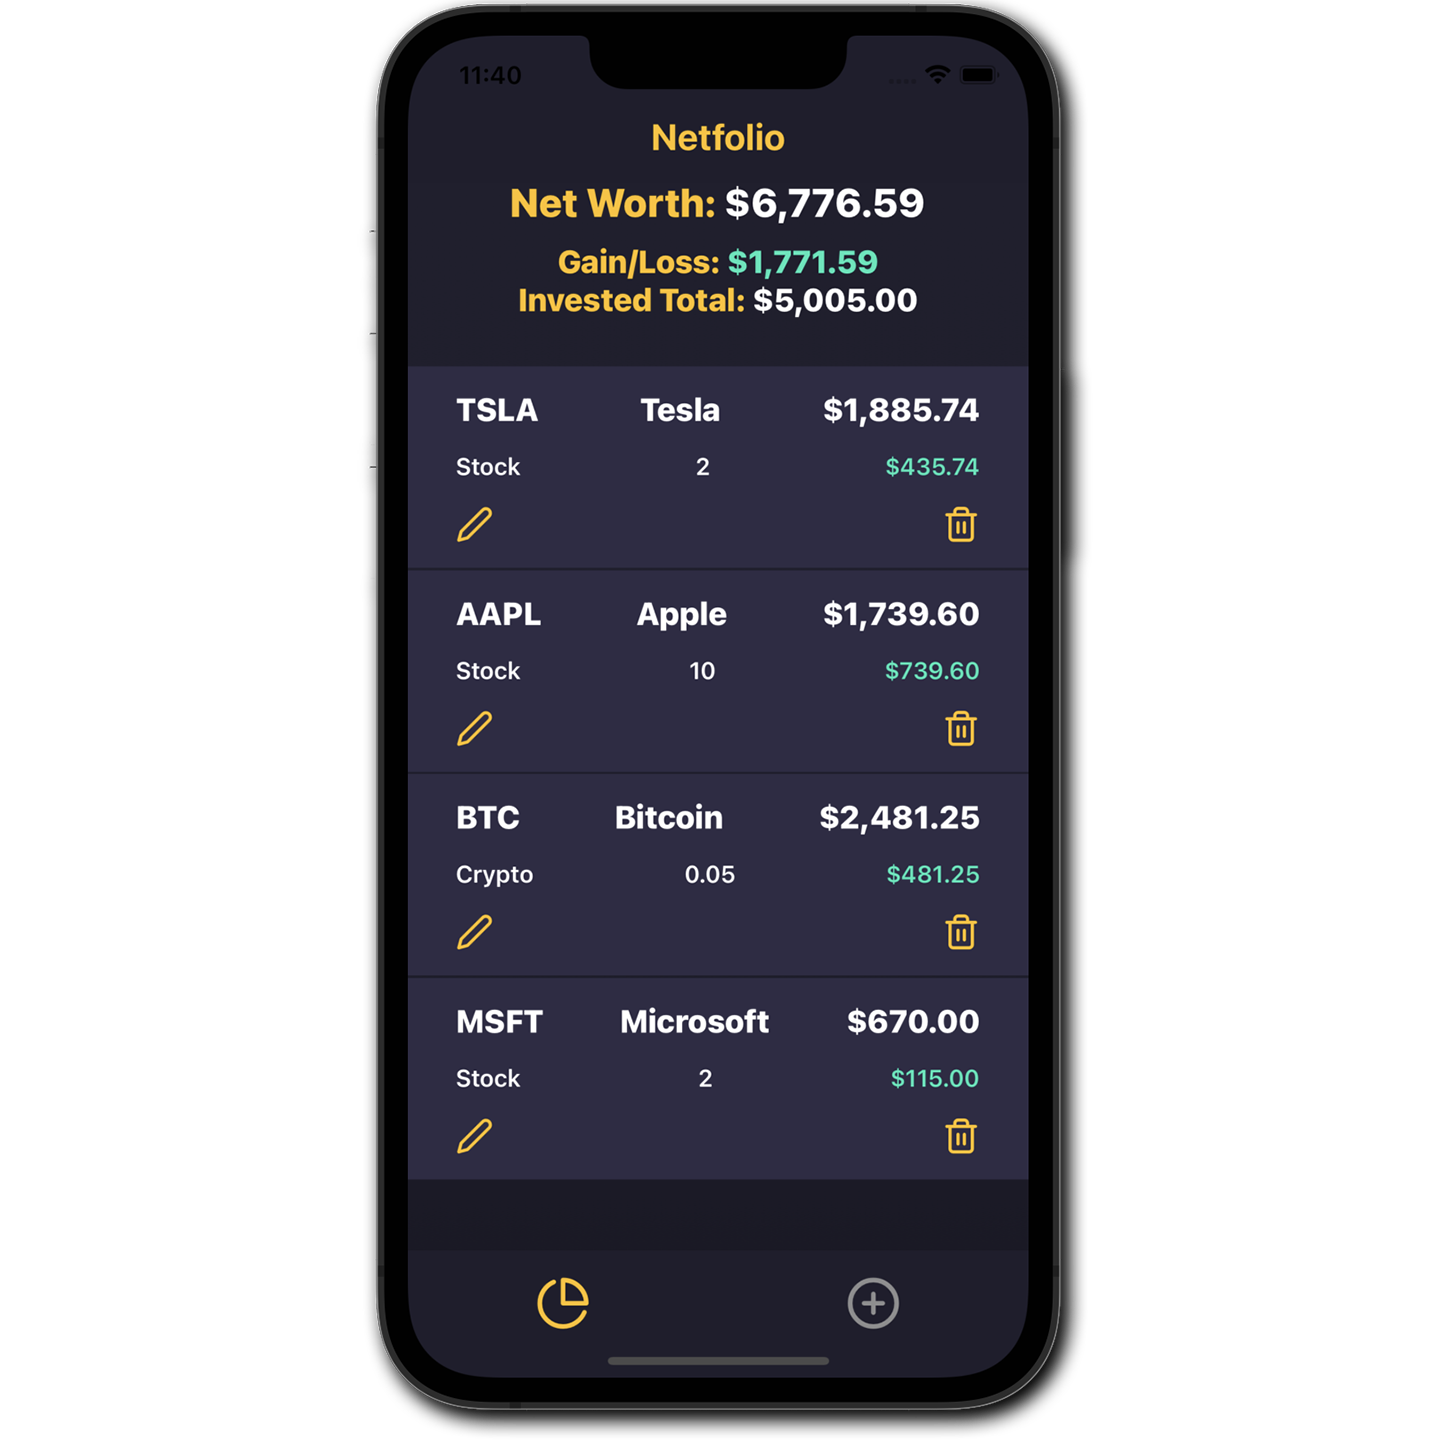 11:40
Netfolio
Net Worth: $6,776.59
Gain/Loss: $1,771.59
Invested Total: $5,005.00
TSLA Tesla $1,885.74
Stock 2 $435.74
AAPL Apple $1,739.60
Stock 10 $739.60
BTC Bitcoin $2,481.25
Crypto 0.05 $481.25
MSFT Microsoft $670.00
Stock 2 $115.00